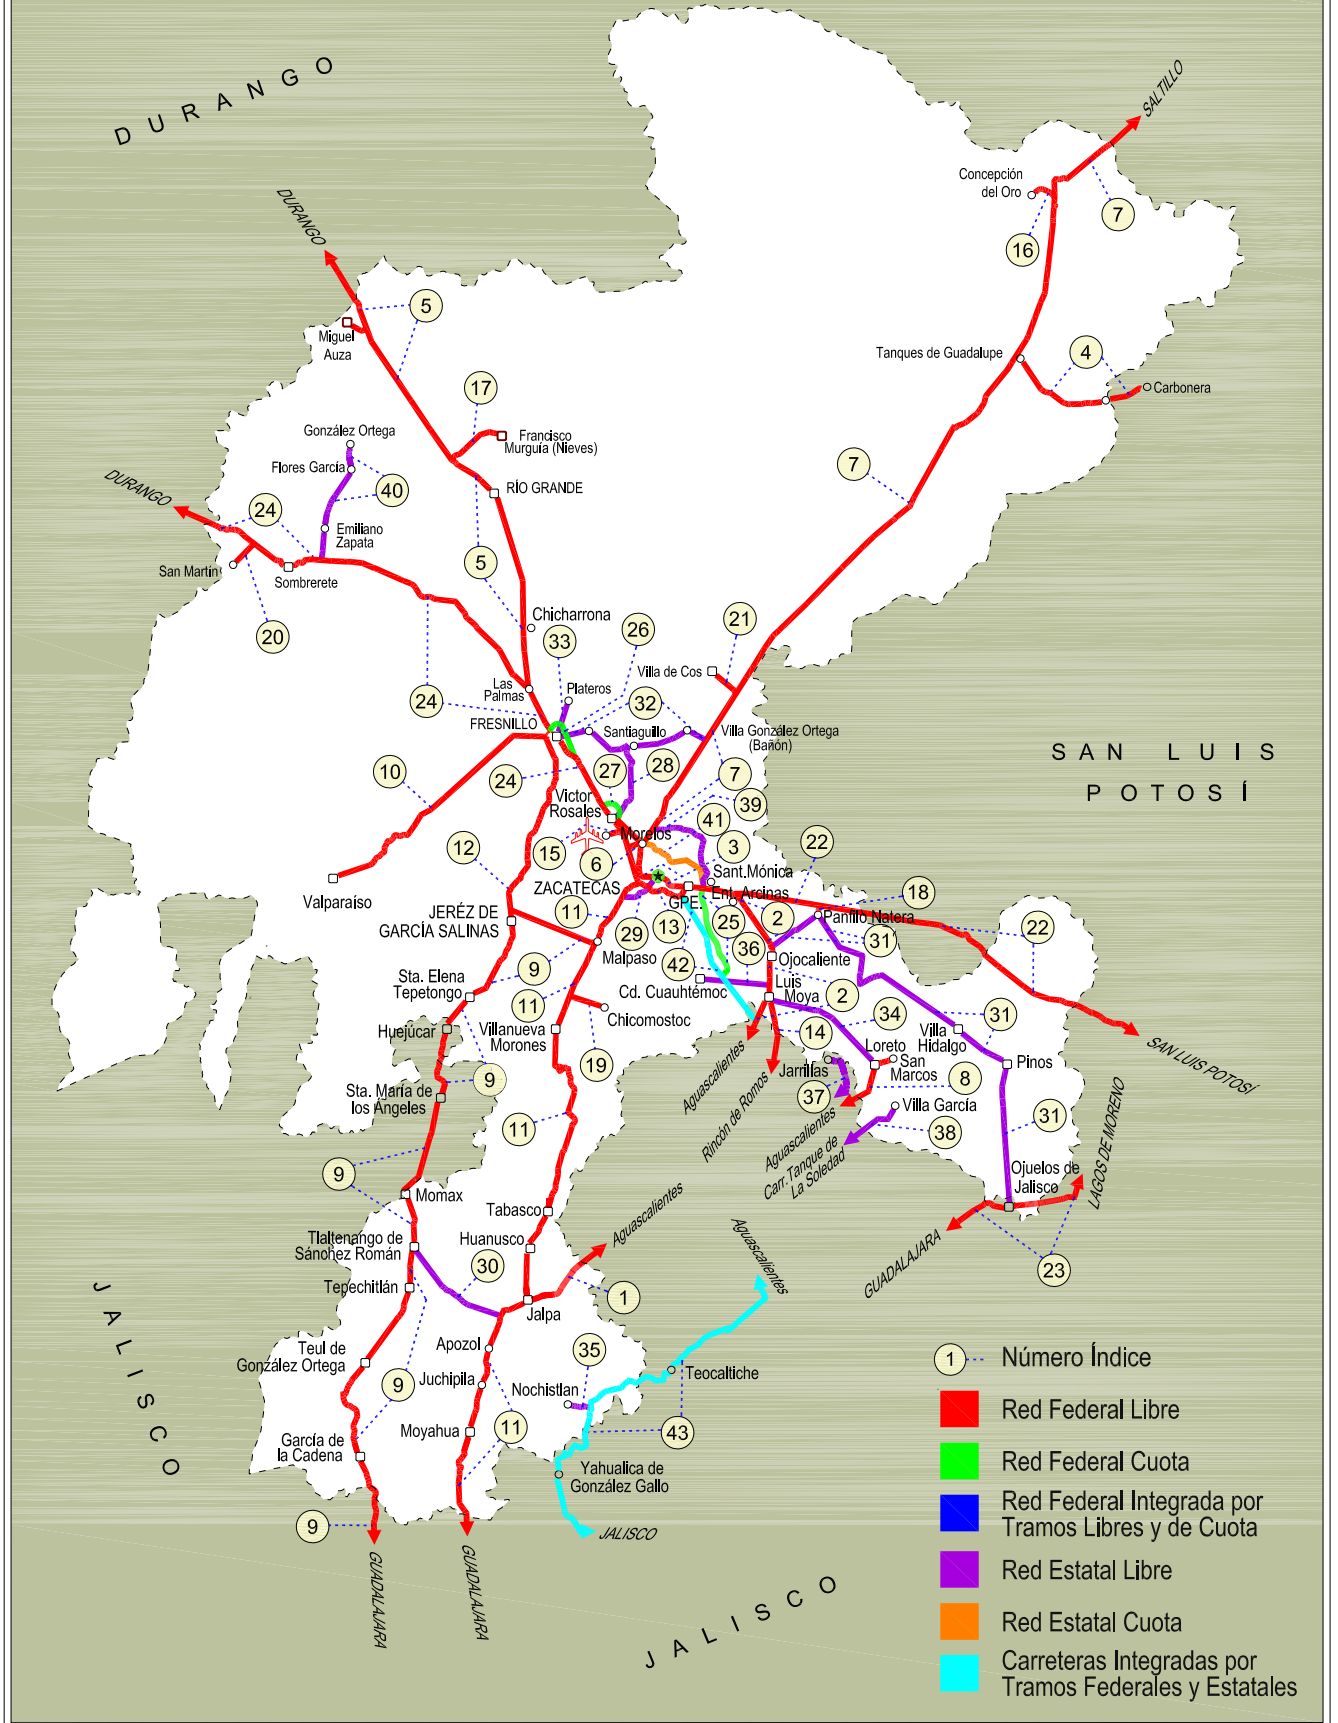 DURANGO
SALTILLO
Concepción
del Oro
7
16
DURANGO
5
Miguel
Auza
Tanques de Guadalupe
4
Carbonera
17
González Ortega
Francisco
Murguía (Nieves)
Flores García
7
DURANGO
40
RÍO GRANDE
24
Emiliano
Zapata
5
San Martín
Sombrerete
20
Chicharrona
33
26
21
Las
Palmas
Plateros
Villa de Cos
24
32
FRESNILLO
Santiaguillo
Villa González Ortega
(Bañón)
SAN LUIS
POTOSÍ
10
24
27
28
7
Victor
Rosales
39
Morelos
41
22
12
15
6
3
Sant.Mónica
ZACATECAS
Valparaíso
GPE.
Ent. Arcinas
18
JERÉZ DE
GARCÍA SALINAS
11
29
13
25
2
Panfilo Natera
22
31
Malpaso
36
Ojocaliente
42
9
Sta. Elena
Tepetongo
Cd. Cuauhtémoc
Luis
Moya
2
11
Chicomostoc
34
31
Huejúcar
Villanueva
Morones
14
Villa
Hidalgo
SAN LUIS POTOSÍ
19
Loreto
Jarrillas
San
Marcos
Pinos
9
8
Sta. María de
los Angeles
Aguascalientes
Rincón de Romos
37
Villa García
11
Aguascalientes
38
31
LAGOS DE MORENO
Carr.Tanque de
La Soledad
9
Ojuelos de
Jalisco
Momax
Tabasco
Aguascalientes
Tlaltenango de
Sánchez Román
Huanusco
Aguascalientes
30
GUADALAJARA
23
Tepechitlán
1
JALISCO
Jalpa
Teul de
González Ortega
Apozol
35
1
Número Índice
Teocaltiche
9
Juchipila
Nochistlan
Red Federal Libre
Moyahua
11
43
García de
la Cadena
Red Federal Cuota
Yahualica de
González Gallo
Red Federal Integrada por
Tramos Libres y de Cuota
9
JALISCO
GUADALAJARA
GUADALAJARA
Red Estatal Libre
JALISCO
Red Estatal Cuota
Carreteras Integradas por
Tramos Federales y Estatales